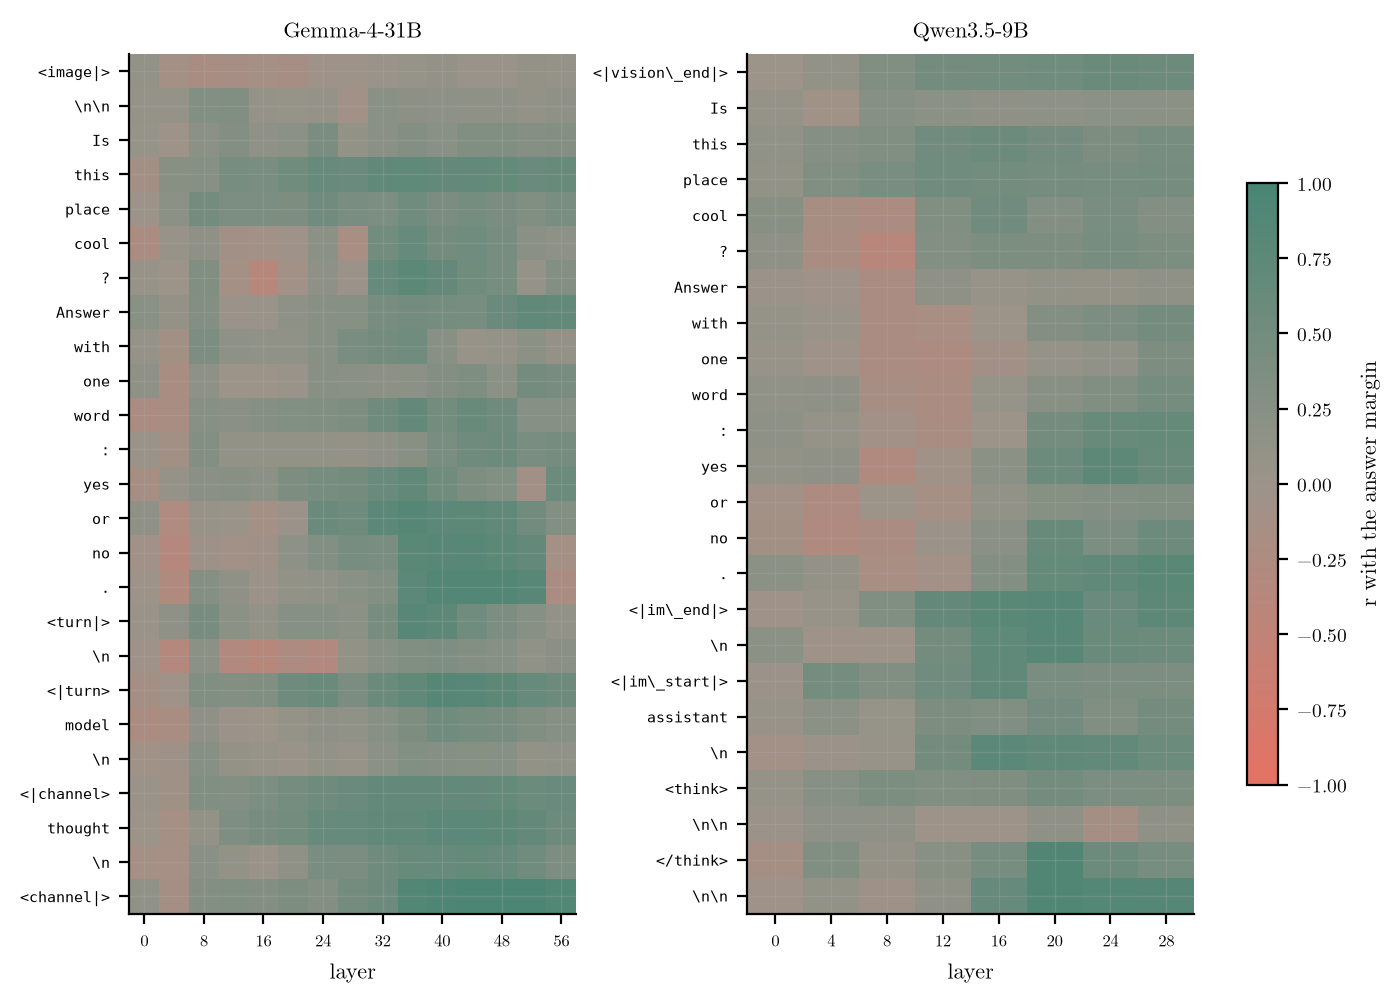 Gemma-4-31B
<image|>
\n\n
Is
this
place
cool
?
Answer
with
one
word
:
yes
or
no
.
<turn|>
\n
<|turn>
model
\n
<|channel>
thought
\n
<channel|>
0 8 16 24 32 40 48 56
layer
Qwen3.5-9B
<|vision\_end|>
Is
this
place
cool
?
Answer
with
one
word
:
yes
or
no
.
<|im\_end|>
\n
<|im\_start|>
assistant
\n
<think>
\n\n
</think>
\n\n
0 4 8 12 16 20 24 28
layer
1.00
0.75
0.50
0.25
0.00
−0.25
−0.50
−0.75
−1.00
r with the answer margin